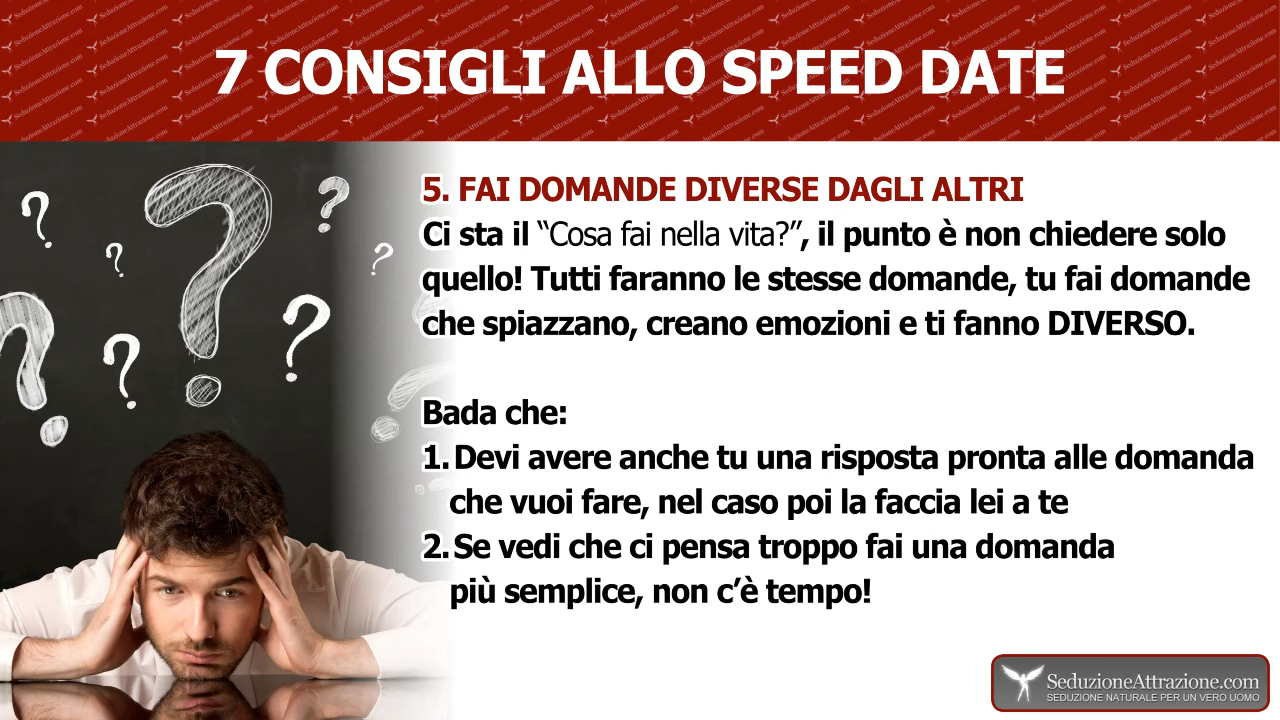 7 CONSIGLI ALLO SPEED DATE
5. FAI DOMANDE DIVERSE DAGLI ALTRI
Ci sta il “Cosa fai nella vita?”, il punto è non chiedere solo
quello! Tutti faranno le stesse domande, tu fai domande
che spiazzano, creano emozioni e ti fanno DIVERSO.
Bada che:
1. Devi avere anche tu una risposta pronta alle domanda
che vuoi fare, nel caso poi la faccia lei a te
2. Se vedi che ci pensa troppo fai una domanda
più semplice, non c’è tempo!
SeduzioneAttrazione.com
SEDUZIONE NATURALE PER UN VERO UOMO